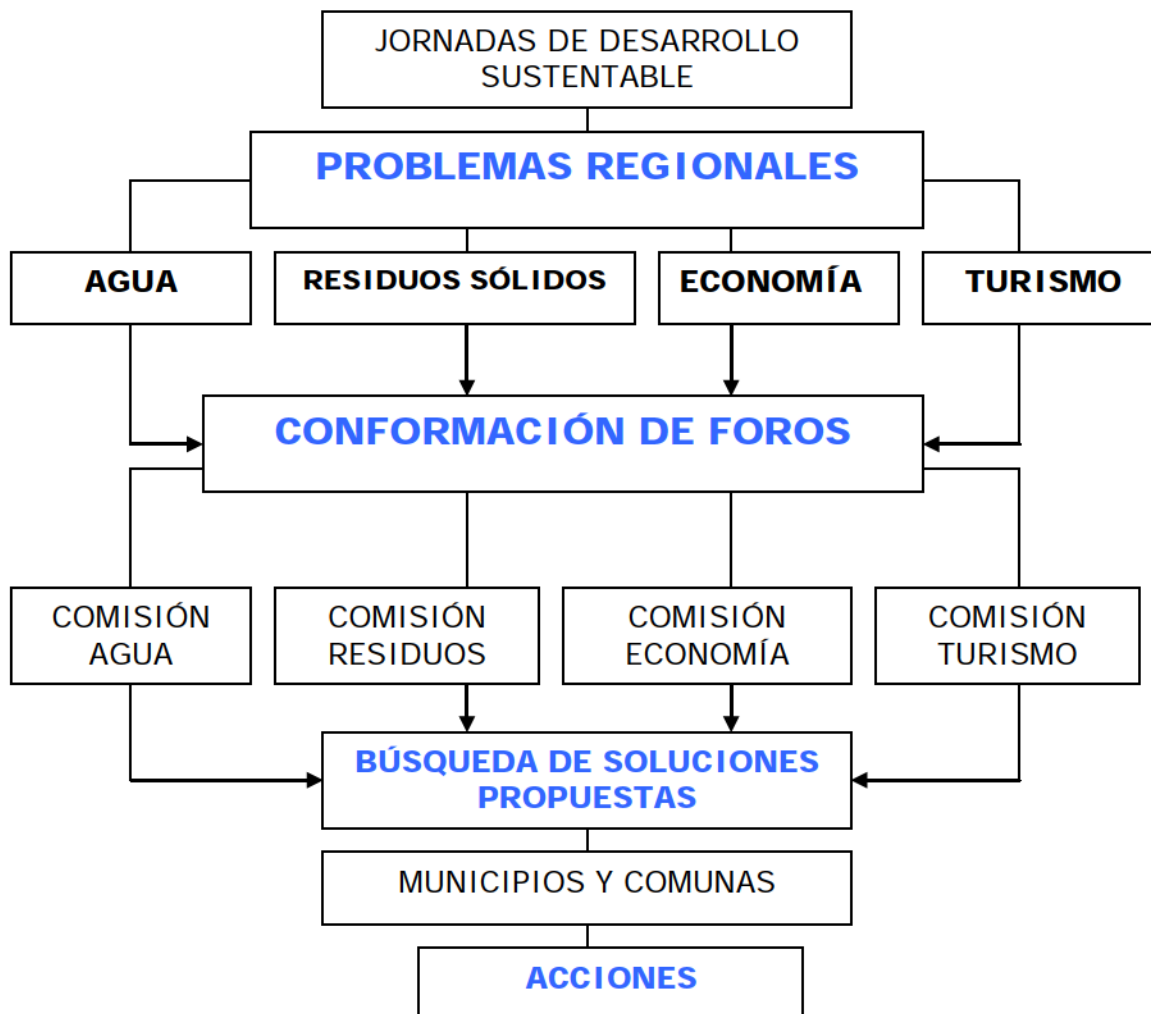 JORNADAS DE DESARROLLO
SUSTENTABLE
PROBLEMAS REGIONALES
AGUA
RESIDUOS SÓLIDOS
ECONOMÍA
TURISMO
CONFORMACIÓN DE FOROS
COMISIÓN
AGUA
COMISIÓN
RESIDUOS
COMISIÓN
ECONOMÍA
COMISIÓN
TURISMO
BÚSQUEDA DE SOLUCIONES
PROPUESTAS
MUNICIPIOS Y COMUNAS
ACCIONES